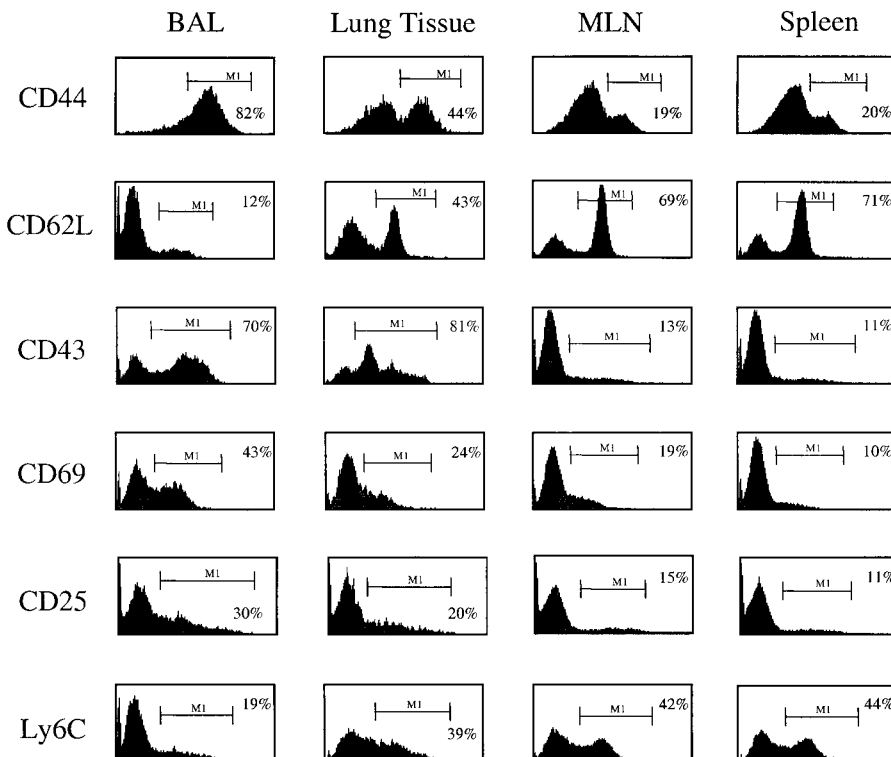 BAL Lung Tissue MLN Spleen
CD44 M1 82% M1 44% M1 19% M1 20%
CD62L M1 12% M1 43% M1 69% M1 71%
CD43 M1 70% M1 81% M1 13% M1 11%
CD69 M1 43% M1 24% M1 19% M1 10%
CD25 M1 30% M1 20% M1 15% M1 11%
Ly6C M1 19% M1 39% M1 42% M1 44%